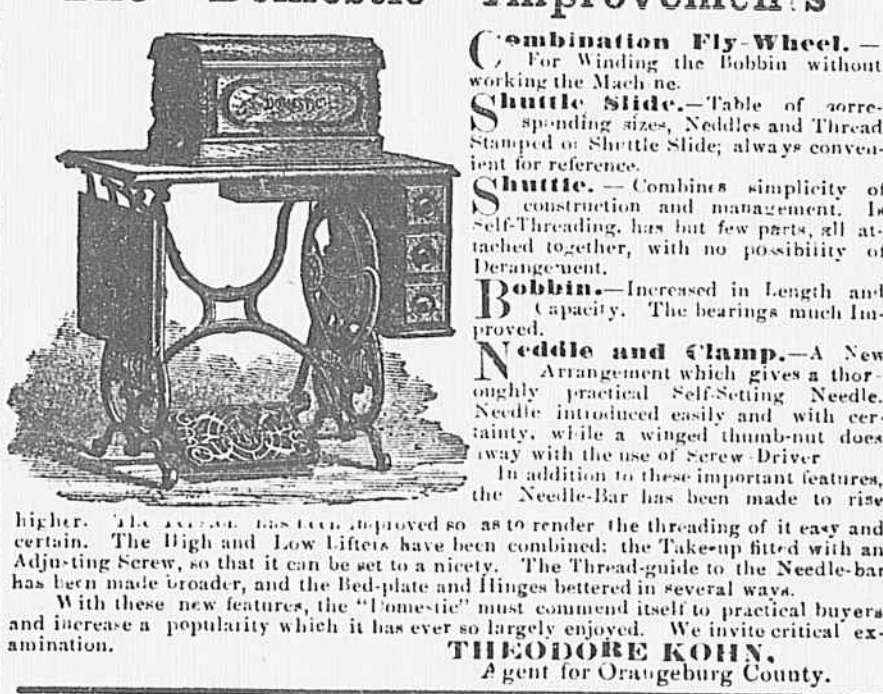 The Domestic Improvements
DOMESTIC
Combination Fly-Wheel. —
For Winding the Bobbin without
working the Mach ne.
Shuttle Slide.—Table of corre-
sponding sizes, Neddles and Thread
Stamped on Shuttle Slide; always conven-
ient for reference.
Shuttle. — Combines simplicity of
construction and management. Is
Self-Threading, has but few parts, all at-
tached together, with no possibility of
Derangement.
Bobbin.—Increased in Length and
Capacity. The bearings much Im-
proved.
Neddle and Clamp.—A New
Arrangement which gives a thor-
oughly practical Self-Setting Needle.
Needle introduced easily and with cer-
tainty, while a winged thumb-nut does
away with the use of Screw-Driver
In addition to these important features,
the Needle-Bar has been made to rise
higher. The has been improved so as to render the threading of it easy and
certain. The High and Low Lifters have been combined; the Take-up fitted with an
Adjusting Screw, so that it can be set to a nicety. The Thread-guide to the Needle-bar
has been made broader, and the Bed-plate and Hinges bettered in several ways.
With these new features, the "Domestic" must commend itself to practical buyers
and increase a popularity which it has ever so largely enjoyed. We invite critical ex-
amination.
THEODORE KOHN,
Agent for Orangeburg County.